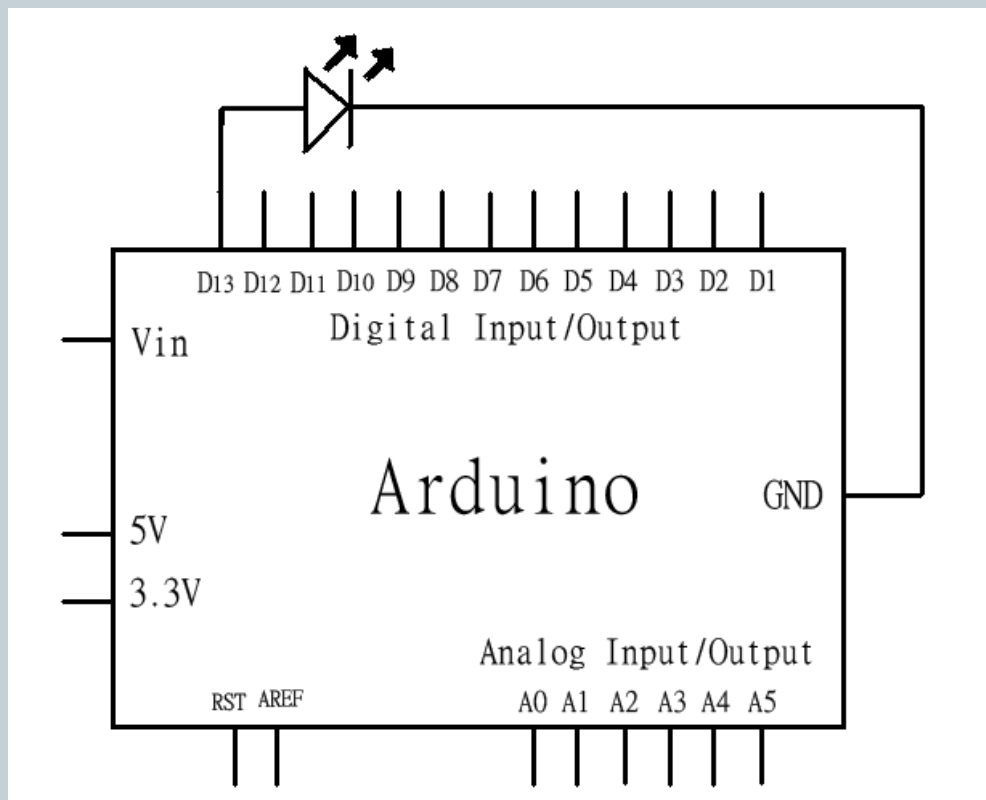 D13 D12 D11 D10 D9 D8 D7 D6 D5 D4 D3 D2 D1
Digital Input/Output
Vin
Arduino
GND
5V
3.3V
Analog Input/Output
RST AREF A0 A1 A2 A3 A4 A5